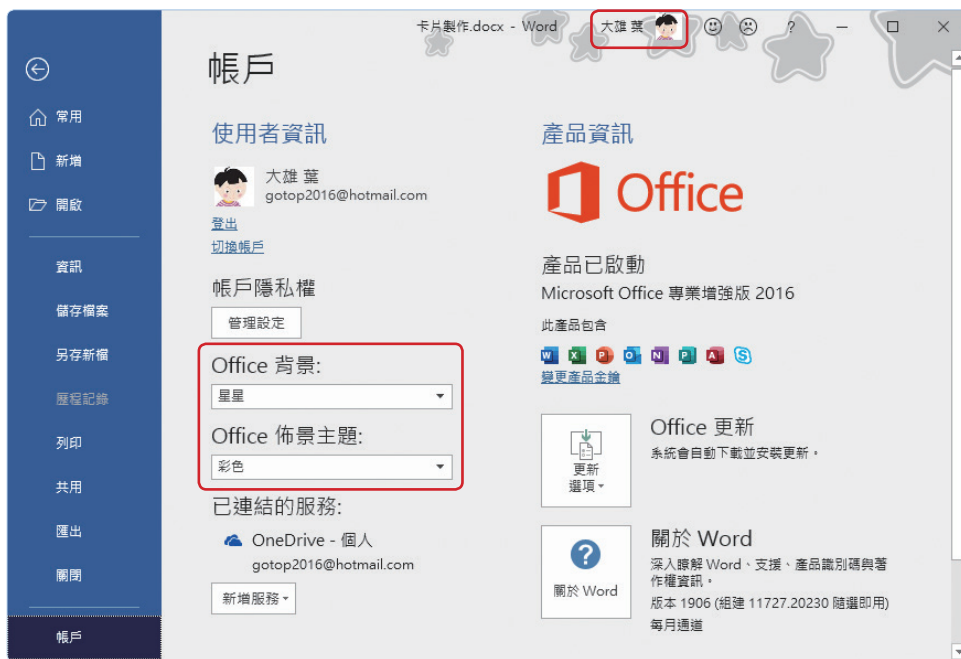 卡片製作.docx - Word
大雄 葉
?
常用
新增
開啟
資訊
儲存檔案
另存新檔
歷程記錄
列印
共用
匯出
關閉
帳戶
帳戶
使用者資訊
大雄 葉
gotop2016@hotmail.com
登出
切換帳戶
帳戶隱私權
管理設定
Office 背景:
星星
Office 佈景主題:
彩色
已連結的服務:
OneDrive - 個人
gotop2016@hotmail.com
新增服務
產品資訊
Office
產品已啟動
Microsoft Office 專業增強版 2016
此產品包含
變更產品金鑰
更新
選項
Office 更新
系統會自動下載並安裝更新。
關於 Word
關於 Word
深入瞭解 Word、支援、產品識別碼與著
作權資訊。
版本 1906 (組建 11727.20230 隨選即用)
每月通道